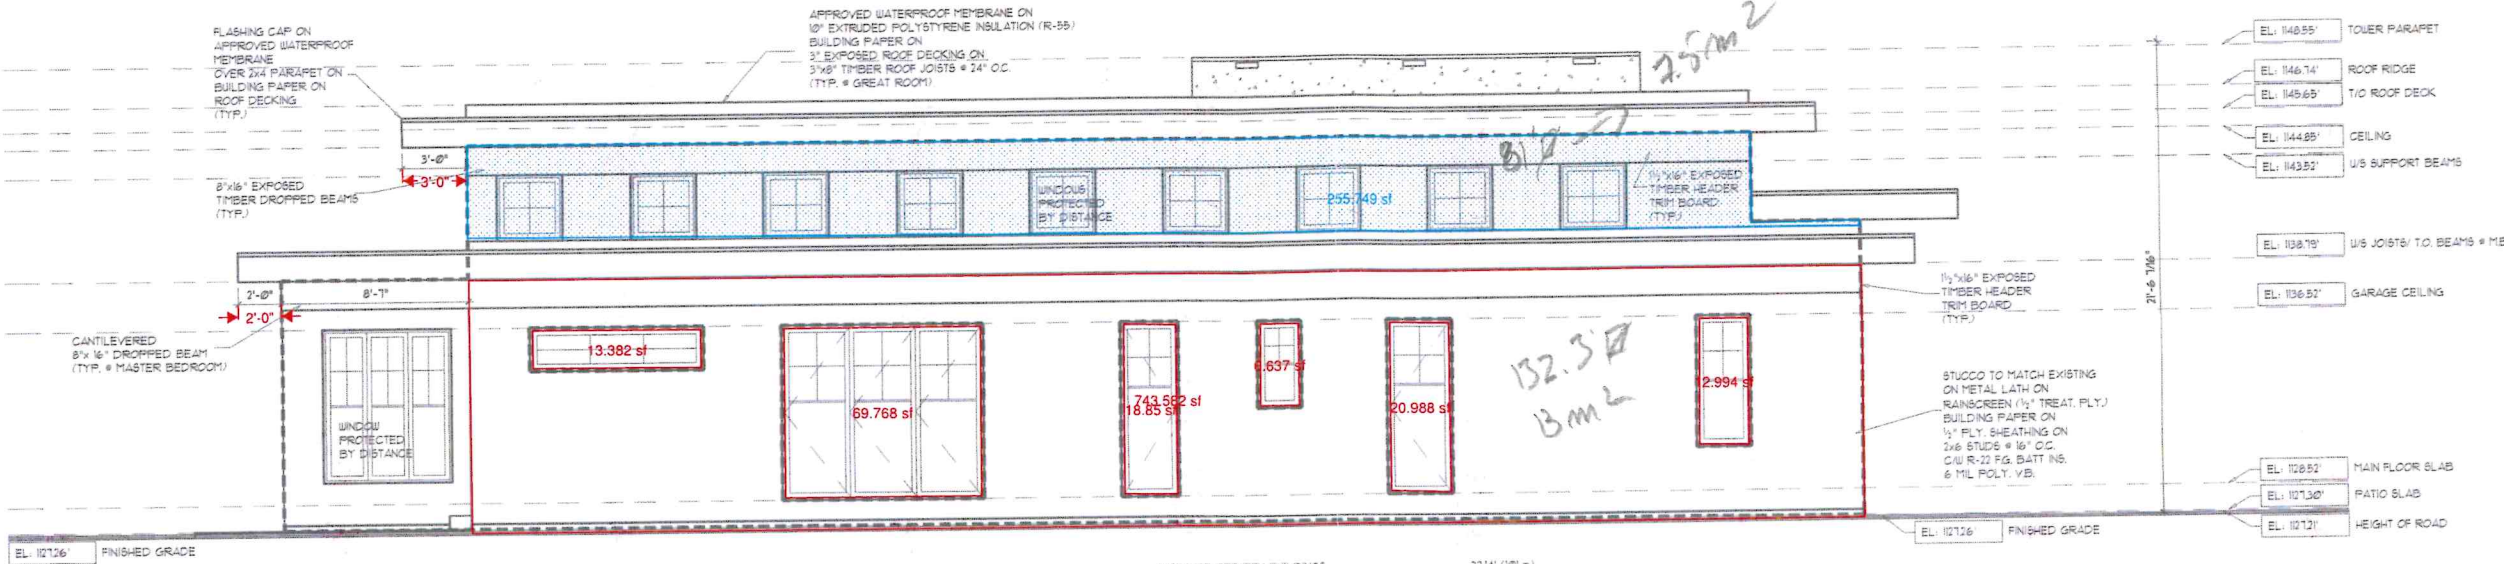 FLASHING CAP ON
APPROVED WATERPROOF
MEMBRANE
OVER 2x4 PARAPET ON
BUILDING PAPER ON
ROOF DECKING
(TYP.)
APPROVED WATERPROOF MEMBRANE ON
10" EXTRUDED POLYSTYRENE INSULATION (R-55)
BUILDING PAPER ON
3" EXPOSED ROOF DECKING ON
3"x8" TIMBER ROOF JOISTS @ 24" O.C.
(TYP. @ GREAT ROOM)
7.5 m 2
EL: 1148.55' TOWER PARAPET
EL: 1146.74' ROOF RIDGE
EL: 1145.65' T/O ROOF DECK
EL: 1144.85' CEILING
EL: 1143.52' U/S SUPPORT BEAMS
3'-0"
3'-0"
8"x16" EXPOSED
TIMBER DROPPED BEAMS
(TYP.)
WINDOWS
PROTECTED
BY DISTANCE
81
255.749 sf
1½"x16" EXPOSED
TIMBER HEADER
TRIM BOARD
(TYP.)
EL: 1138.79' U/S JOISTS/ T.O. BEAMS @ M.B
21'-6 7/16"
2'-0" 8'-7"
2'-0"
CANTILEVERED
8"x 16" DROPPED BEAM
(TYP. @ MASTER BEDROOM)
1½"x16" EXPOSED
TIMBER HEADER
TRIM BOARD
(TYP.)
EL: 1136.52' GARAGE CEILING
WINDOW
PROTECTED
BY DISTANCE
13.382 sf
69.768 sf
743.582 sf
18.85 sf
6.637 sf
20.988 sf
12.994 sf
132.3
13 m 2
STUCCO TO MATCH EXISTING
ON METAL LATH ON
RAINSCREEN (½" TREAT. PLY.)
BUILDING PAPER ON
½" PLY. SHEATHING ON
2x6 STUDS @ 16" O.C.
C/W R-22 F.G. BATT INS.
6 MIL POLY. V.B.
EL: 1128.52' MAIN FLOOR SLAB
EL: 1127.30' PATIO SLAB
EL: 1127.21' HEIGHT OF ROAD
EL: 1127.26' FINISHED GRADE
EL: 1127.26' FINISHED GRADE